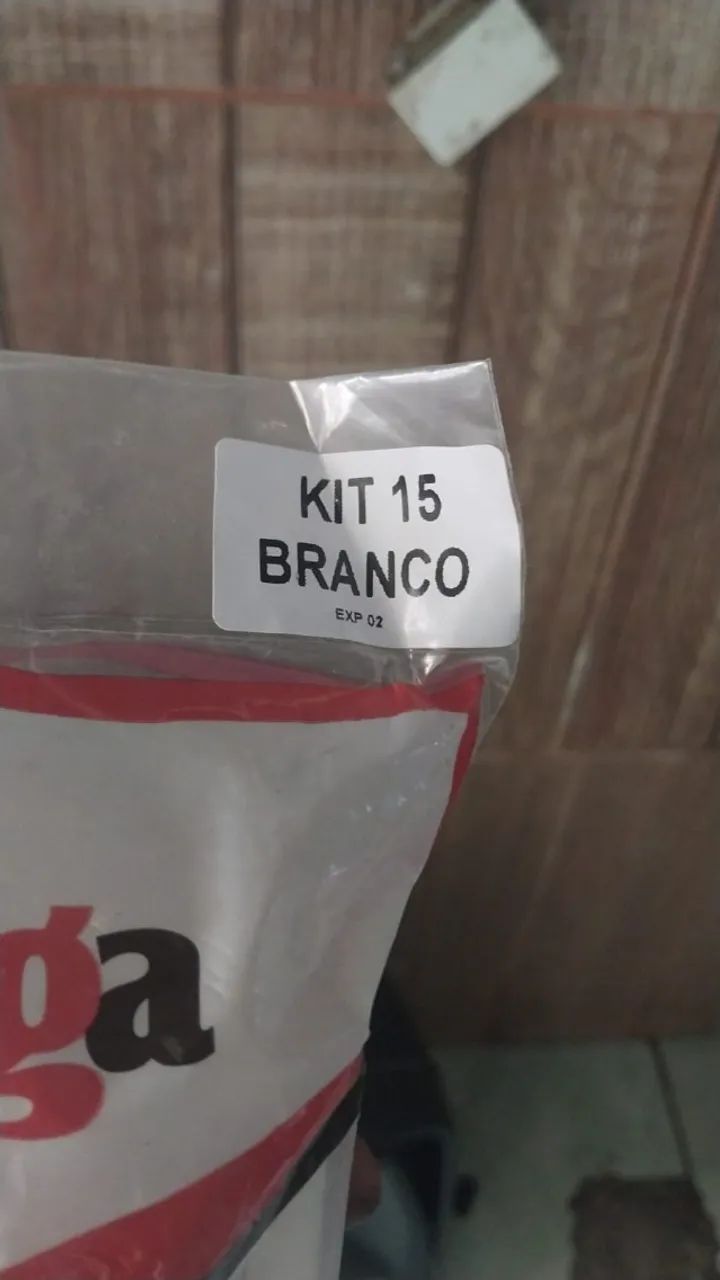 KIT 15
BRANCO
EXP 02
ga